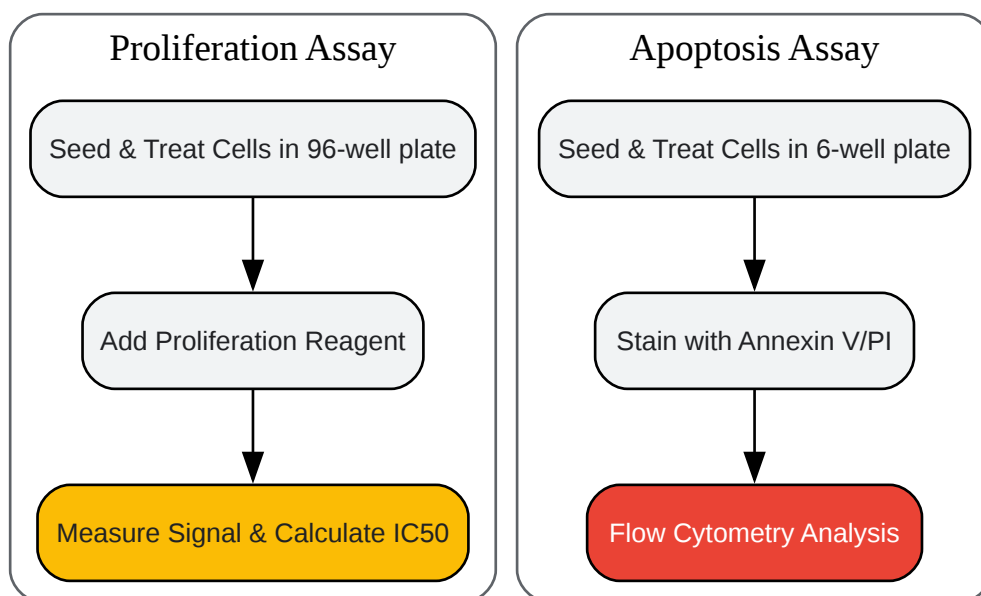 Proliferation Assay
Seed & Treat Cells in 96-well plate
Add Proliferation Reagent
Measure Signal & Calculate IC50
Apoptosis Assay
Seed & Treat Cells in 6-well plate
Stain with Annexin V/PI
Flow Cytometry Analysis